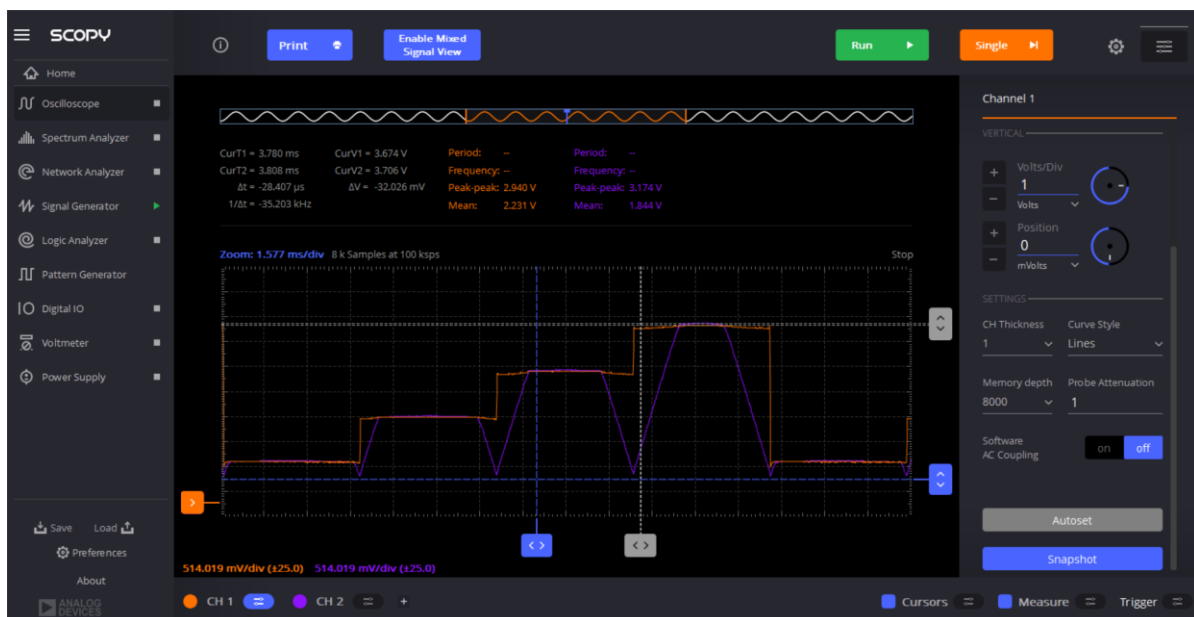 SCOPY
Print
Enable Mixed
Signal View
Run
Single
Home
Oscilloscope
Spectrum Analyzer
Network Analyzer
Signal Generator
Logic Analyzer
Pattern Generator
Digital IO
Voltmeter
Power Supply
Save Load
Preferences
About
ANALOG
DEVICES
CurT1 = 3.780 ms CurV1 = 3.674 V Period: -- Period: --
CurT2 = 3.808 ms CurV2 = 3.706 V Frequency: -- Frequency: --
Δt = -28.407 µs ΔV = -32.026 mV Peak-peak: 2.940 V Peak-peak: 3.174 V
1/Δt = -35.203 kHz Mean: 2.231 V Mean: 1.844 V
Zoom: 1.577 ms/div 8 k Samples at 100 ksps Stop
514.019 mV/div (±25.0) 514.019 mV/div (±25.0)
CH 1 CH 2 + Cursors Measure Trigger
Channel 1
VERTICAL
+ Volts/Div
1
- Volts
+ Position
0
- mVolts
SETTINGS
CH Thickness Curve Style
1 Lines
Memory depth Probe Attenuation
8000 1
Software
AC Coupling
on off
Autoset
Snapshot